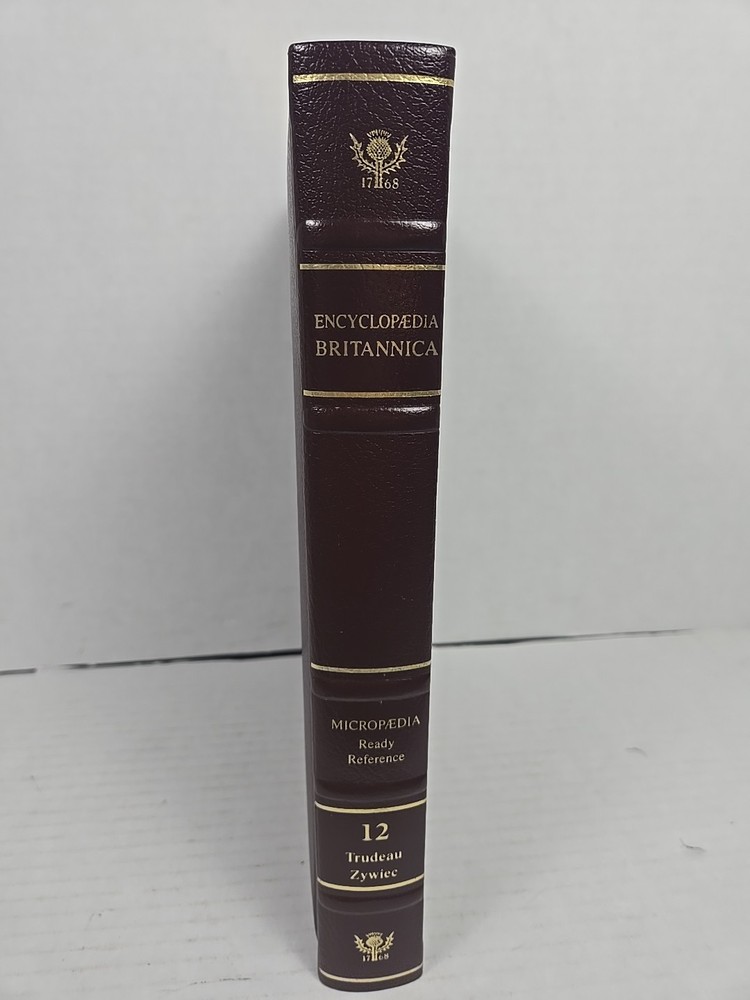 1768
ENCYCLOPÆDIA
BRITANNICA
MICROPÆDIA
Ready
Reference
12
Trudeau
Zywiec
1768